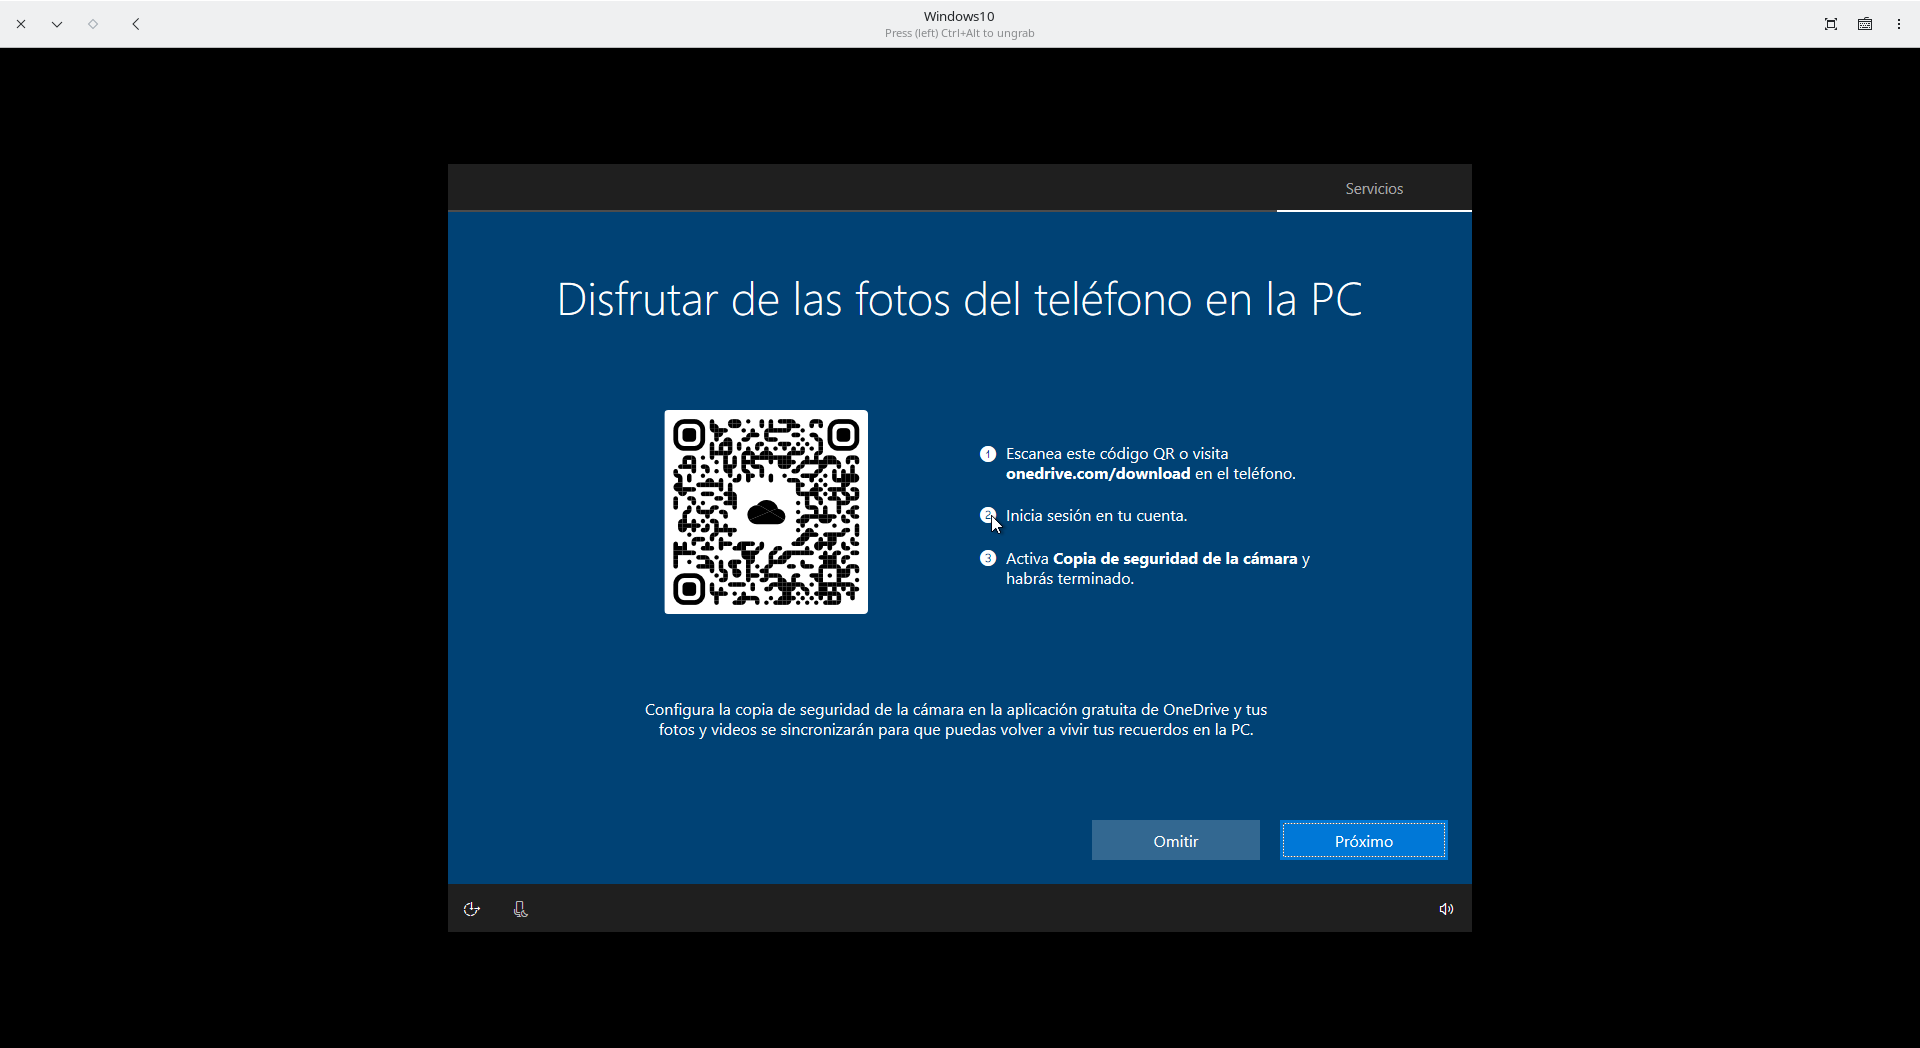 Windows10
Press (left) Ctrl+Alt to ungrab
Servicios
Disfrutar de las fotos del teléfono en la PC
1 Escanea este código QR o visita
onedrive.com/download en el teléfono.
2 Inicia sesión en tu cuenta.
3 Activa Copia de seguridad de la cámara y
habrás terminado.
Configura la copia de seguridad de la cámara en la aplicación gratuita de OneDrive y tus
fotos y videos se sincronizarán para que puedas volver a vivir tus recuerdos en la PC.
Omitir
Próximo